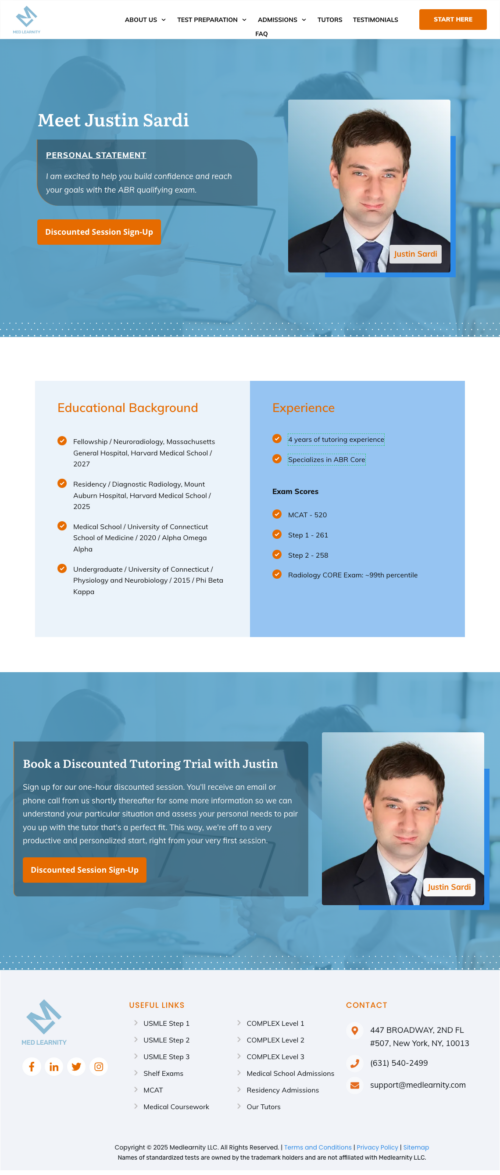 MED LEARNITY
ABOUT US
TEST PREPARATION
ADMISSIONS
TUTORS
TESTIMONIALS
FAQ
START HERE
Meet Justin Sardi
PERSONAL STATEMENT
I am excited to help you build confidence and reach
your goals with the ABR qualifying exam.
Discounted Session Sign-Up
Justin Sardi
Educational Background
Fellowship / Neuroradiology, Massachusetts
General Hospital, Harvard Medical School /
2027
Residency / Diagnostic Radiology, Mount
Auburn Hospital, Harvard Medical School /
2025
Medical School / University of Connecticut
School of Medicine / 2020 / Alpha Omega
Alpha
Undergraduate / University of Connecticut /
Physiology and Neurobiology / 2015 / Phi Beta
Kappa
Experience
4 years of tutoring experience
Specializes in ABR Core
Exam Scores
MCAT - 520
Step 1 - 261
Step 2 - 258
Radiology CORE Exam: ~99th percentile
Book a Discounted Tutoring Trial with Justin
Sign up for our one-hour discounted session. You'll receive an email or
phone call from us shortly thereafter for some more information so we can
understand your particular situation and assess your personal needs to pair
you up with the tutor that's a perfect fit. This way, we're off to a very
productive and personalized start, right from your very first session.
Discounted Session Sign-Up
Justin Sardi
MED LEARNITY
USEFUL LINKS
USMLE Step 1
USMLE Step 2
USMLE Step 3
Shelf Exams
MCAT
Medical Coursework
COMPLEX Level 1
COMPLEX Level 2
COMPLEX Level 3
Medical School Admissions
Residency Admissions
Our Tutors
CONTACT
447 BROADWAY, 2ND FL
#507, New York, NY, 10013
(631) 540-2499
support@medlearnity.com
Copyright © 2025 Medlearnity LLC. All Rights Reserved. | Terms and Conditions | Privacy Policy | Sitemap
Names of standardized tests are owned by the trademark holders and are not affiliated with Medlearnity LLC.